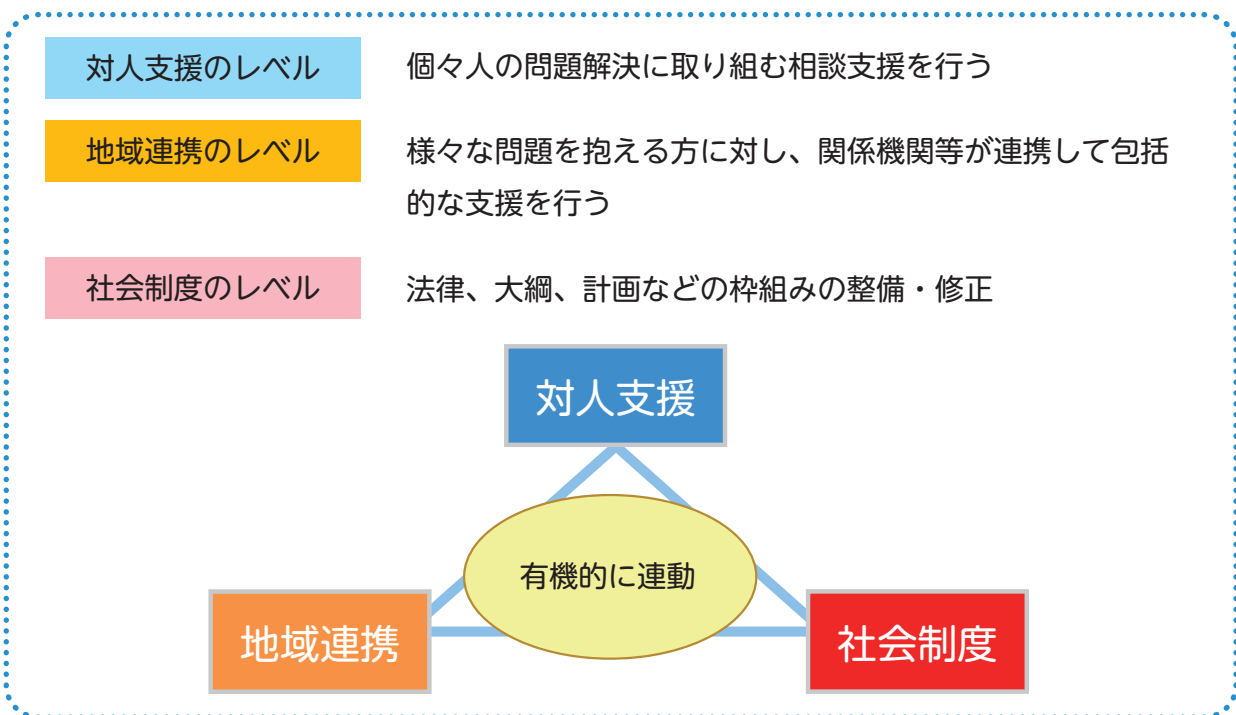 対人支援のレベル
個々人の問題解決に取り組む相談支援を行う
地域連携のレベル
様々な問題を抱える方に対し、関係機関等が連携して包括
的な支援を行う
社会制度のレベル
法律、大綱、計画などの枠組みの整備・修正
対人支援
有機的に連動
地域連携
社会制度